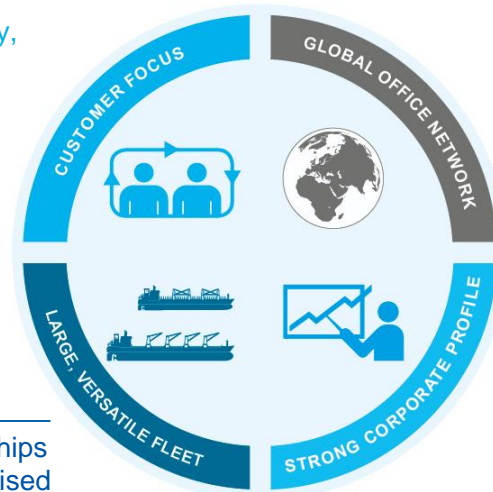 y,
CUSTOMER FOCUS
GLOBAL OFFICE NETWORK
LARGE, VERSATILE FLEET
STRONG CORPORATE PROFILE
hips
ised